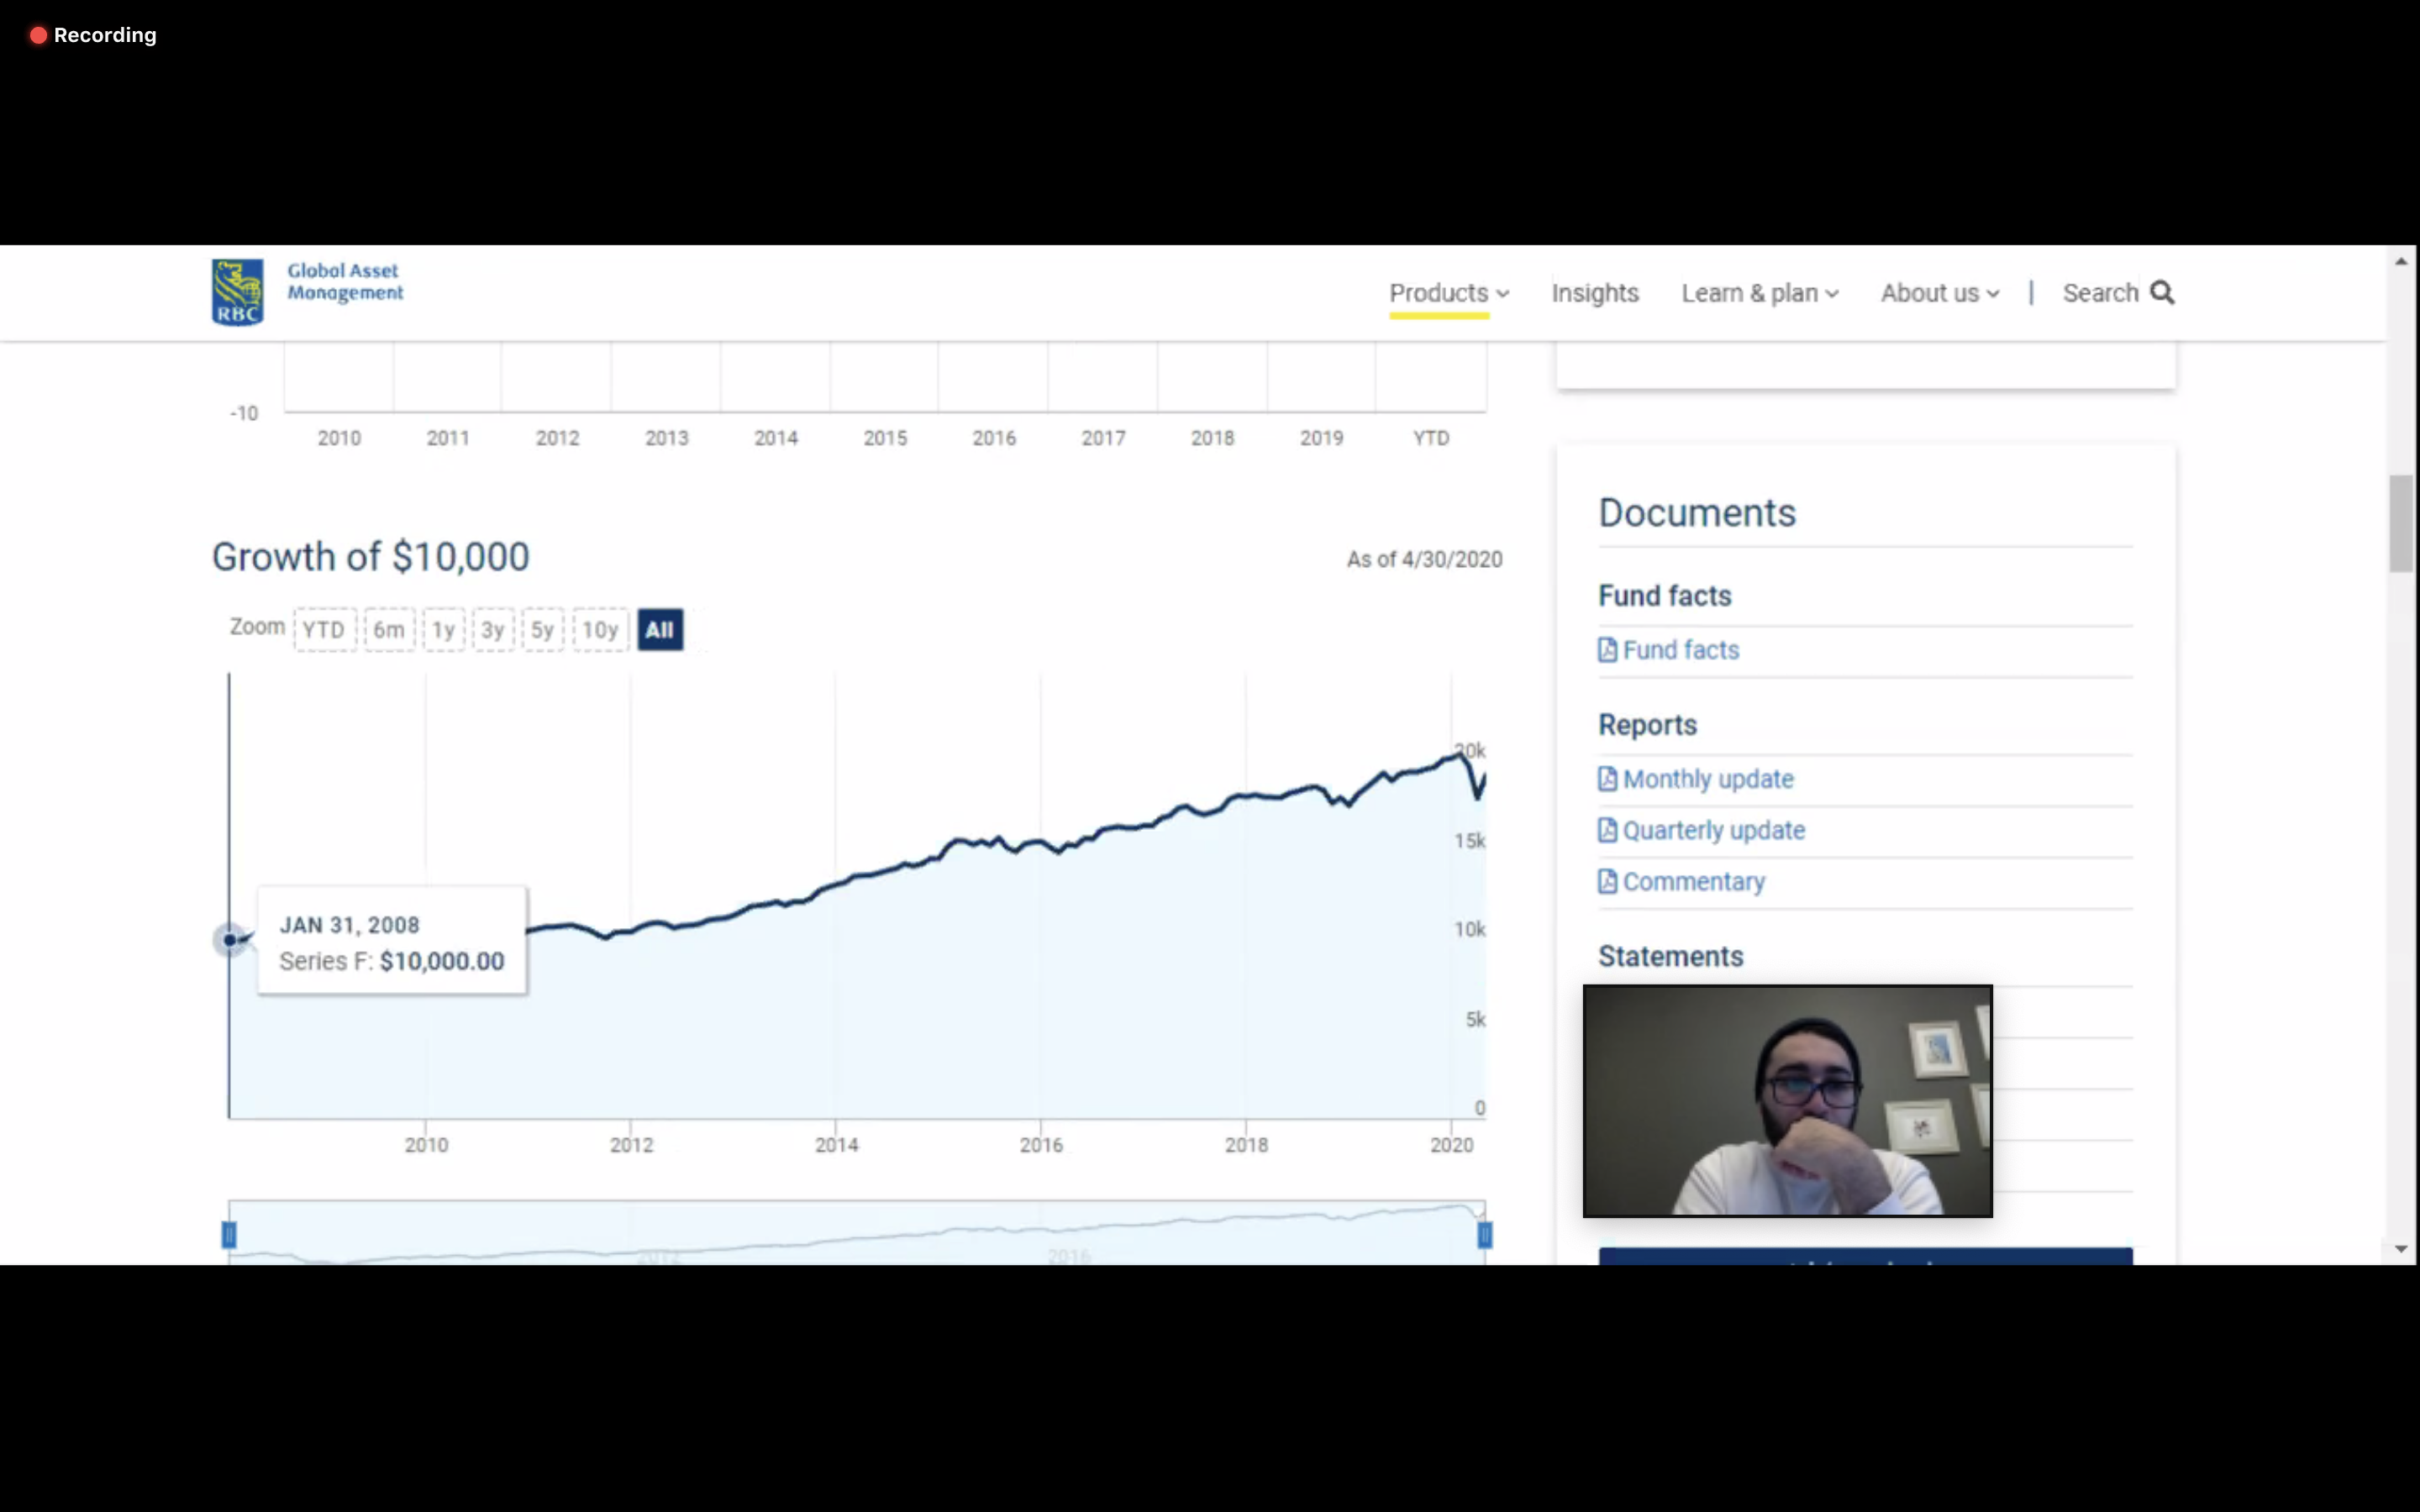 Recording
Global Asset
Management
RBC
Products
Insights
Learn & plan
About us
Search
-10
2010 2011 2012 2013 2014 2015 2016 2017 2018 2019 YTD
Growth of $10,000
As of 4/30/2020
Zoom YTD 6m 1y 3y 5y 10y All
20k
15k
10k
5k
0
JAN 31, 2008
Series F: $10,000.00
2010 2012 2014 2016 2018 2020
2012 2016
Documents
Fund facts
Fund facts
Reports
Monthly update
Quarterly update
Commentary
Statements